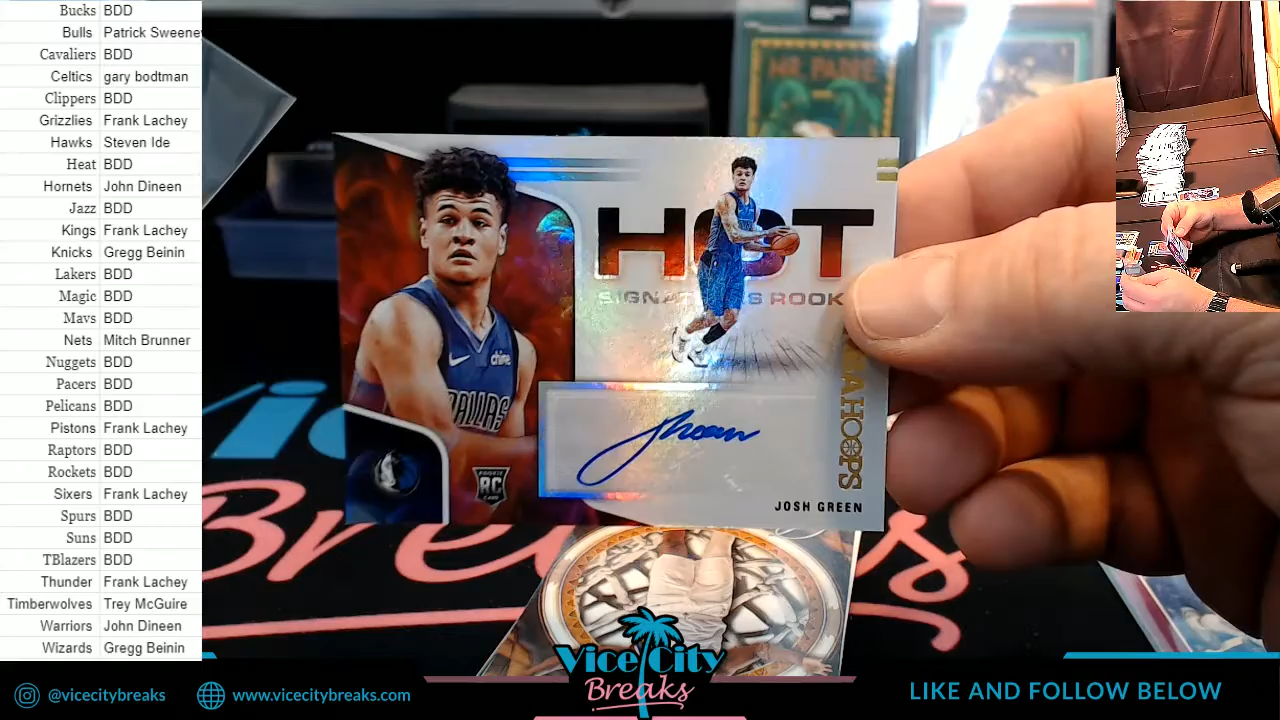 Bucks BDD
Bulls Patrick Sweeney
Cavaliers BDD
Celtics gary bodtman
Clippers BDD
Grizzlies Frank Lachey
Hawks Steven Ide
Heat BDD
Hornets John Dineen
Jazz BDD
Kings Frank Lachey
Knicks Gregg Beinin
Lakers BDD
Magic BDD
Mavs BDD
Nets Mitch Brunner
Nuggets BDD
Pacers BDD
Pelicans BDD
Pistons Frank Lachey
Raptors BDD
Rockets BDD
Sixers Frank Lachey
Spurs BDD
Suns BDD
TBlazers BDD
Thunder Frank Lachey
Timberwolves Trey McGuire
Warriors John Dineen
Wizards Gregg Beinin
HOT
chime
DALLAS
RC
JOSH GREEN
Vice City
Breaks
@vicecitybreaks
www.vicecitybreaks.com
LIKE AND FOLLOW BELOW